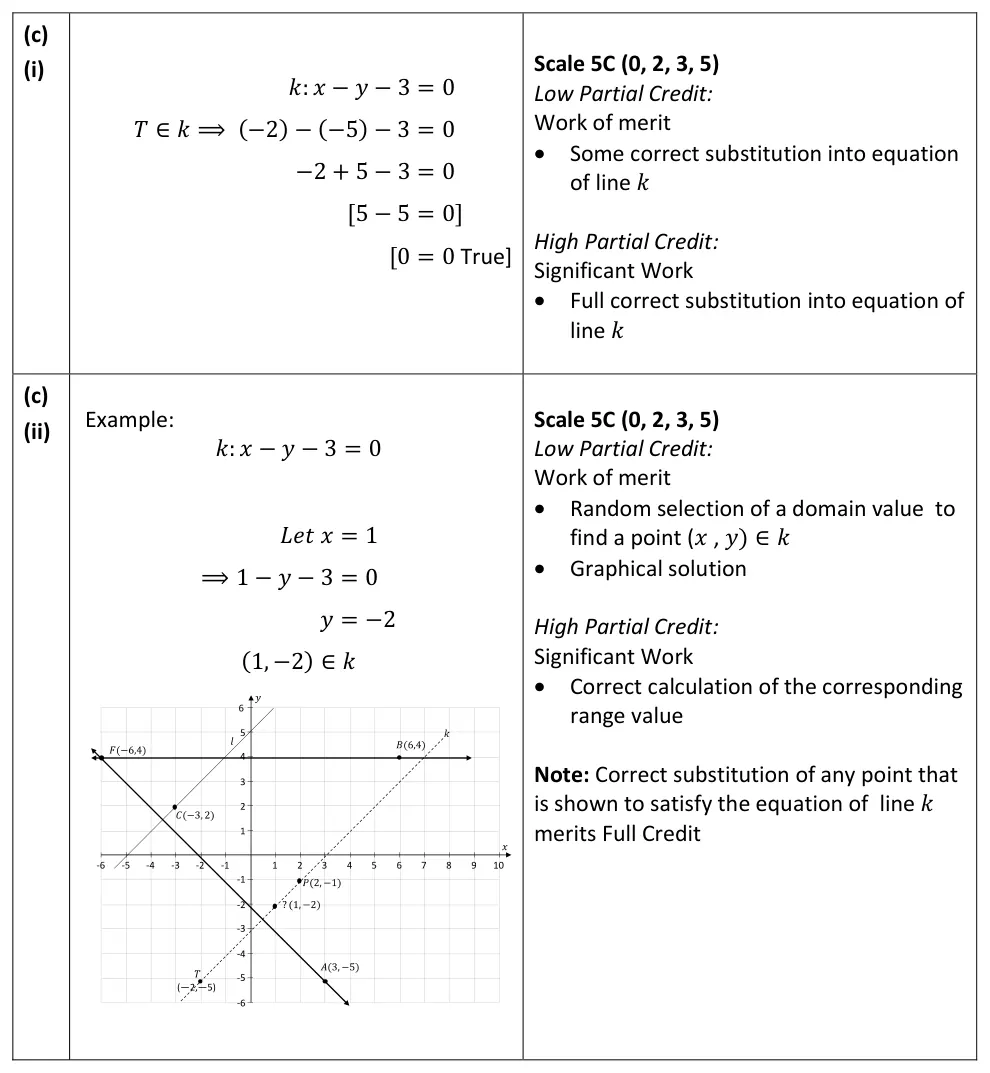 (c)
(i)
k: x − y − 3 = 0
T ∈ k ⟹ (−2) − (−5) − 3 = 0
−2 + 5 − 3 = 0
[5 − 5 = 0]
[0 = 0 True]
Scale 5C (0, 2, 3, 5)
Low Partial Credit:
Work of merit
• Some correct substitution into equation
of line k
High Partial Credit:
Significant Work
• Full correct substitution into equation of
line k
(c)
(ii)
Example:
k: x − y − 3 = 0
Let x = 1
⟹ 1 − y − 3 = 0
y = −2
(1, −2) ∈ k
y
6
5
4
3
2
1
-1
-2
-3
-4
-5
-6
x
-6 -5 -4 -3 -2 -1 1 2 3 4 5 6 7 8 9 10
F(−6,4)
l
B(6,4)
k
C(−3,2)
P(2,−1)
? (1,−2)
A(3,−5)
T
(−2,−5)
Scale 5C (0, 2, 3, 5)
Low Partial Credit:
Work of merit
• Random selection of a domain value to
find a point (x , y) ∈ k
• Graphical solution
High Partial Credit:
Significant Work
• Correct calculation of the corresponding
range value
Note: Correct substitution of any point that
is shown to satisfy the equation of line k
merits Full Credit